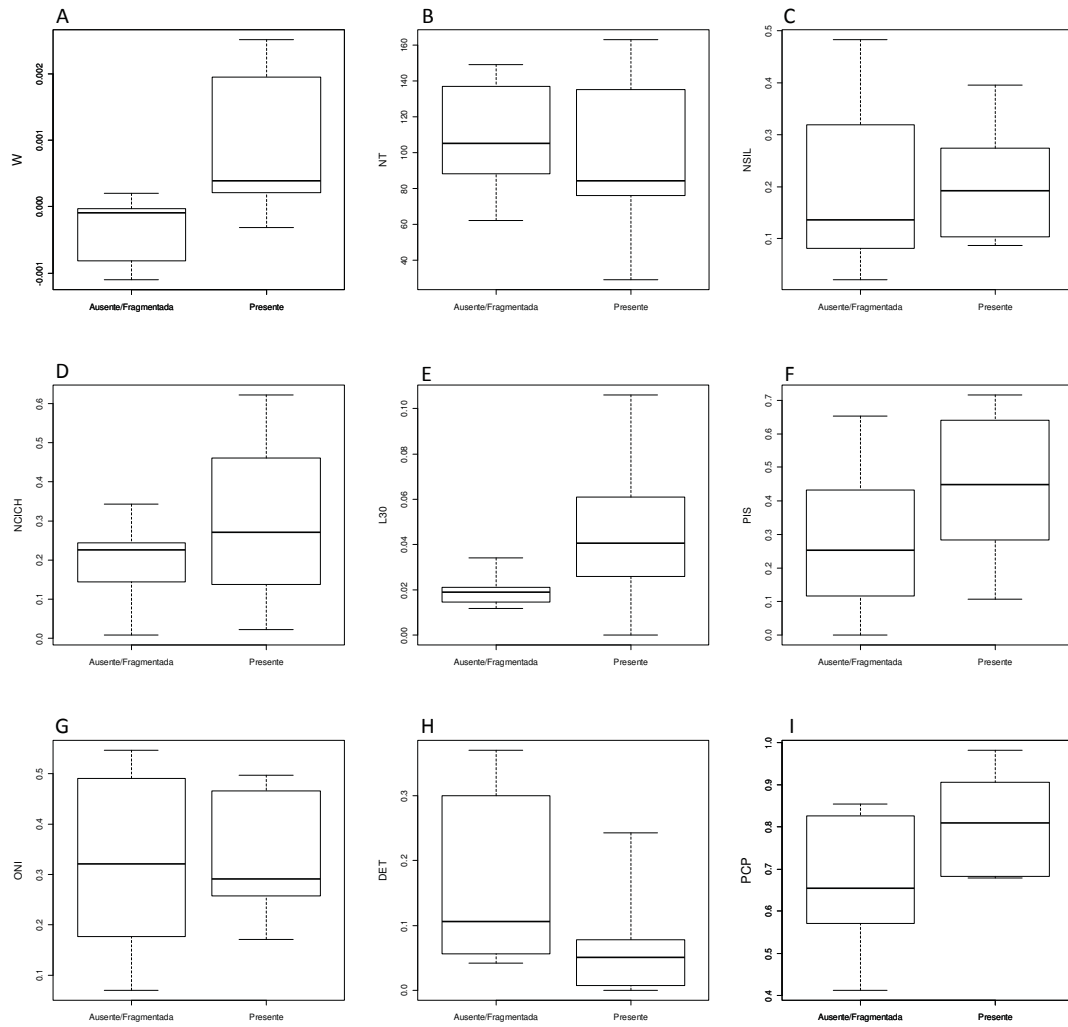 A
W
0.002
0.001
0.000
-0.001
Ausente/Fragmentada Presente
B
NT
160
140
120
100
80
60
40
Ausente/Fragmentada Presente
C
NSIL
0.5
0.4
0.3
0.2
0.1
Ausente/Fragmentada Presente
D
NCICH
0.6
0.5
0.4
0.3
0.2
0.1
0.0
Ausente/Fragmentada Presente
E
L30
0.10
0.08
0.06
0.04
0.02
0.00
Ausente/Fragmentada Presente
F
PIS
0.7
0.6
0.5
0.4
0.3
0.2
0.1
0.0
Ausente/Fragmentada Presente
G
ONI
0.5
0.4
0.3
0.2
0.1
Ausente/Fragmentada Presente
H
DET
0.3
0.2
0.1
0.0
Ausente/Fragmentada Presente
I
PCP
1.0
0.9
0.8
0.7
0.6
0.5
0.4
Ausente/Fragmentada Presente